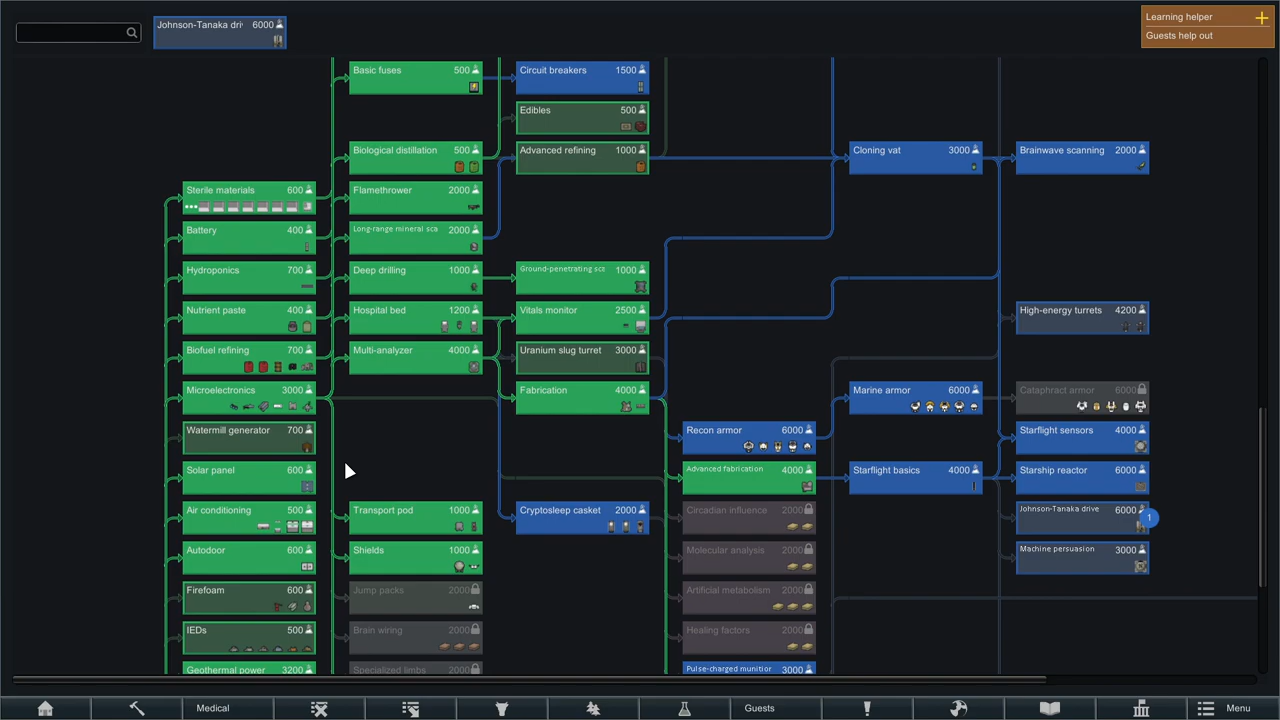 Johnson-Tanaka dri 6000
Learning helper
Guests help out
Basic fuses 500
Circuit breakers 1500
Edibles 500
Biological distillation 500
Advanced refining 1000
Cloning vat 3000
Brainwave scanning 2000
Sterile materials 600
Flamethrower 2000
Battery 400
Long-range mineral sca 2000
Hydroponics 700
Deep drilling 1000
Ground-penetrating sca 1000
Nutrient paste 400
Hospital bed 1200
Vitals monitor 2500
High-energy turrets 4200
Biofuel refining 700
Multi-analyzer 4000
Uranium slug turret 3000
Microelectronics 3000
Fabrication 4000
Marine armor 6000
Cataphract armor 6000
Watermill generator 700
Recon armor 6000
Starflight sensors 4000
Solar panel 600
Advanced fabrication 4000
Starflight basics 4000
Starship reactor 6000
Air conditioning 500
Transport pod 1000
Cryptosleep casket 2000
Circadian influence 2000
Johnson-Tanaka drive 6000
1
Autodoor 600
Shields 1000
Molecular analysis 2000
Machine persuasion 3000
Firefoam 600
Jump packs 2000
Artificial metabolism 2000
IEDs 500
Brain wiring 2000
Healing factors 2000
Geothermal power 3200
Specialized limbs 2000
Pulse-charged munitior 3000
Medical
Guests
Menu